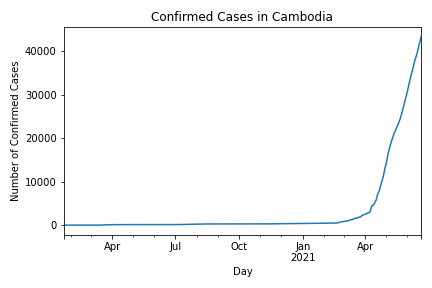 Confirmed Cases in Cambodia
Number of Confirmed Cases
40000
30000
20000
10000
0
Apr
Jul
Oct
Jan
2021
Apr
Day